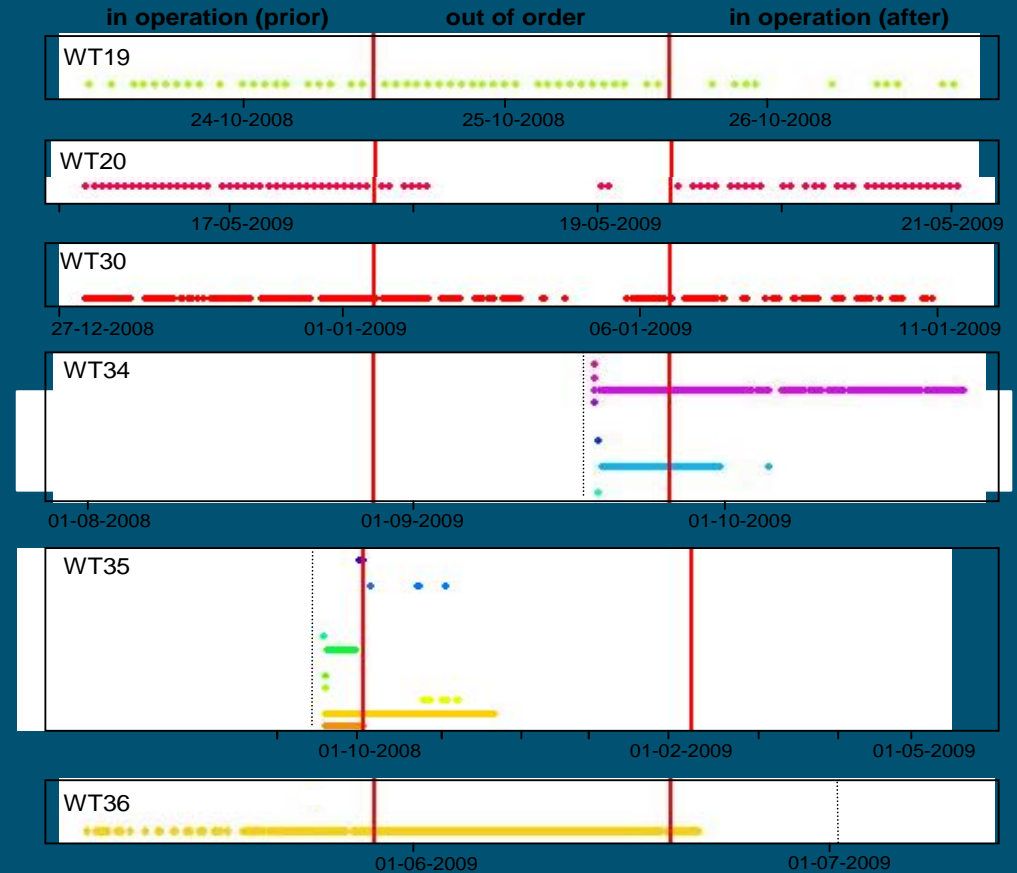 in operation (prior) out of order in operation (after)
WT19
24-10-2008 25-10-2008 26-10-2008
WT20
17-05-2009 19-05-2009 21-05-2009
WT30
27-12-2008 01-01-2009 06-01-2009 11-01-2009
WT34
01-08-2008 01-09-2009 01-10-2009
WT35
01-10-2008 01-02-2009 01-05-2009
WT36
01-06-2009 01-07-2009